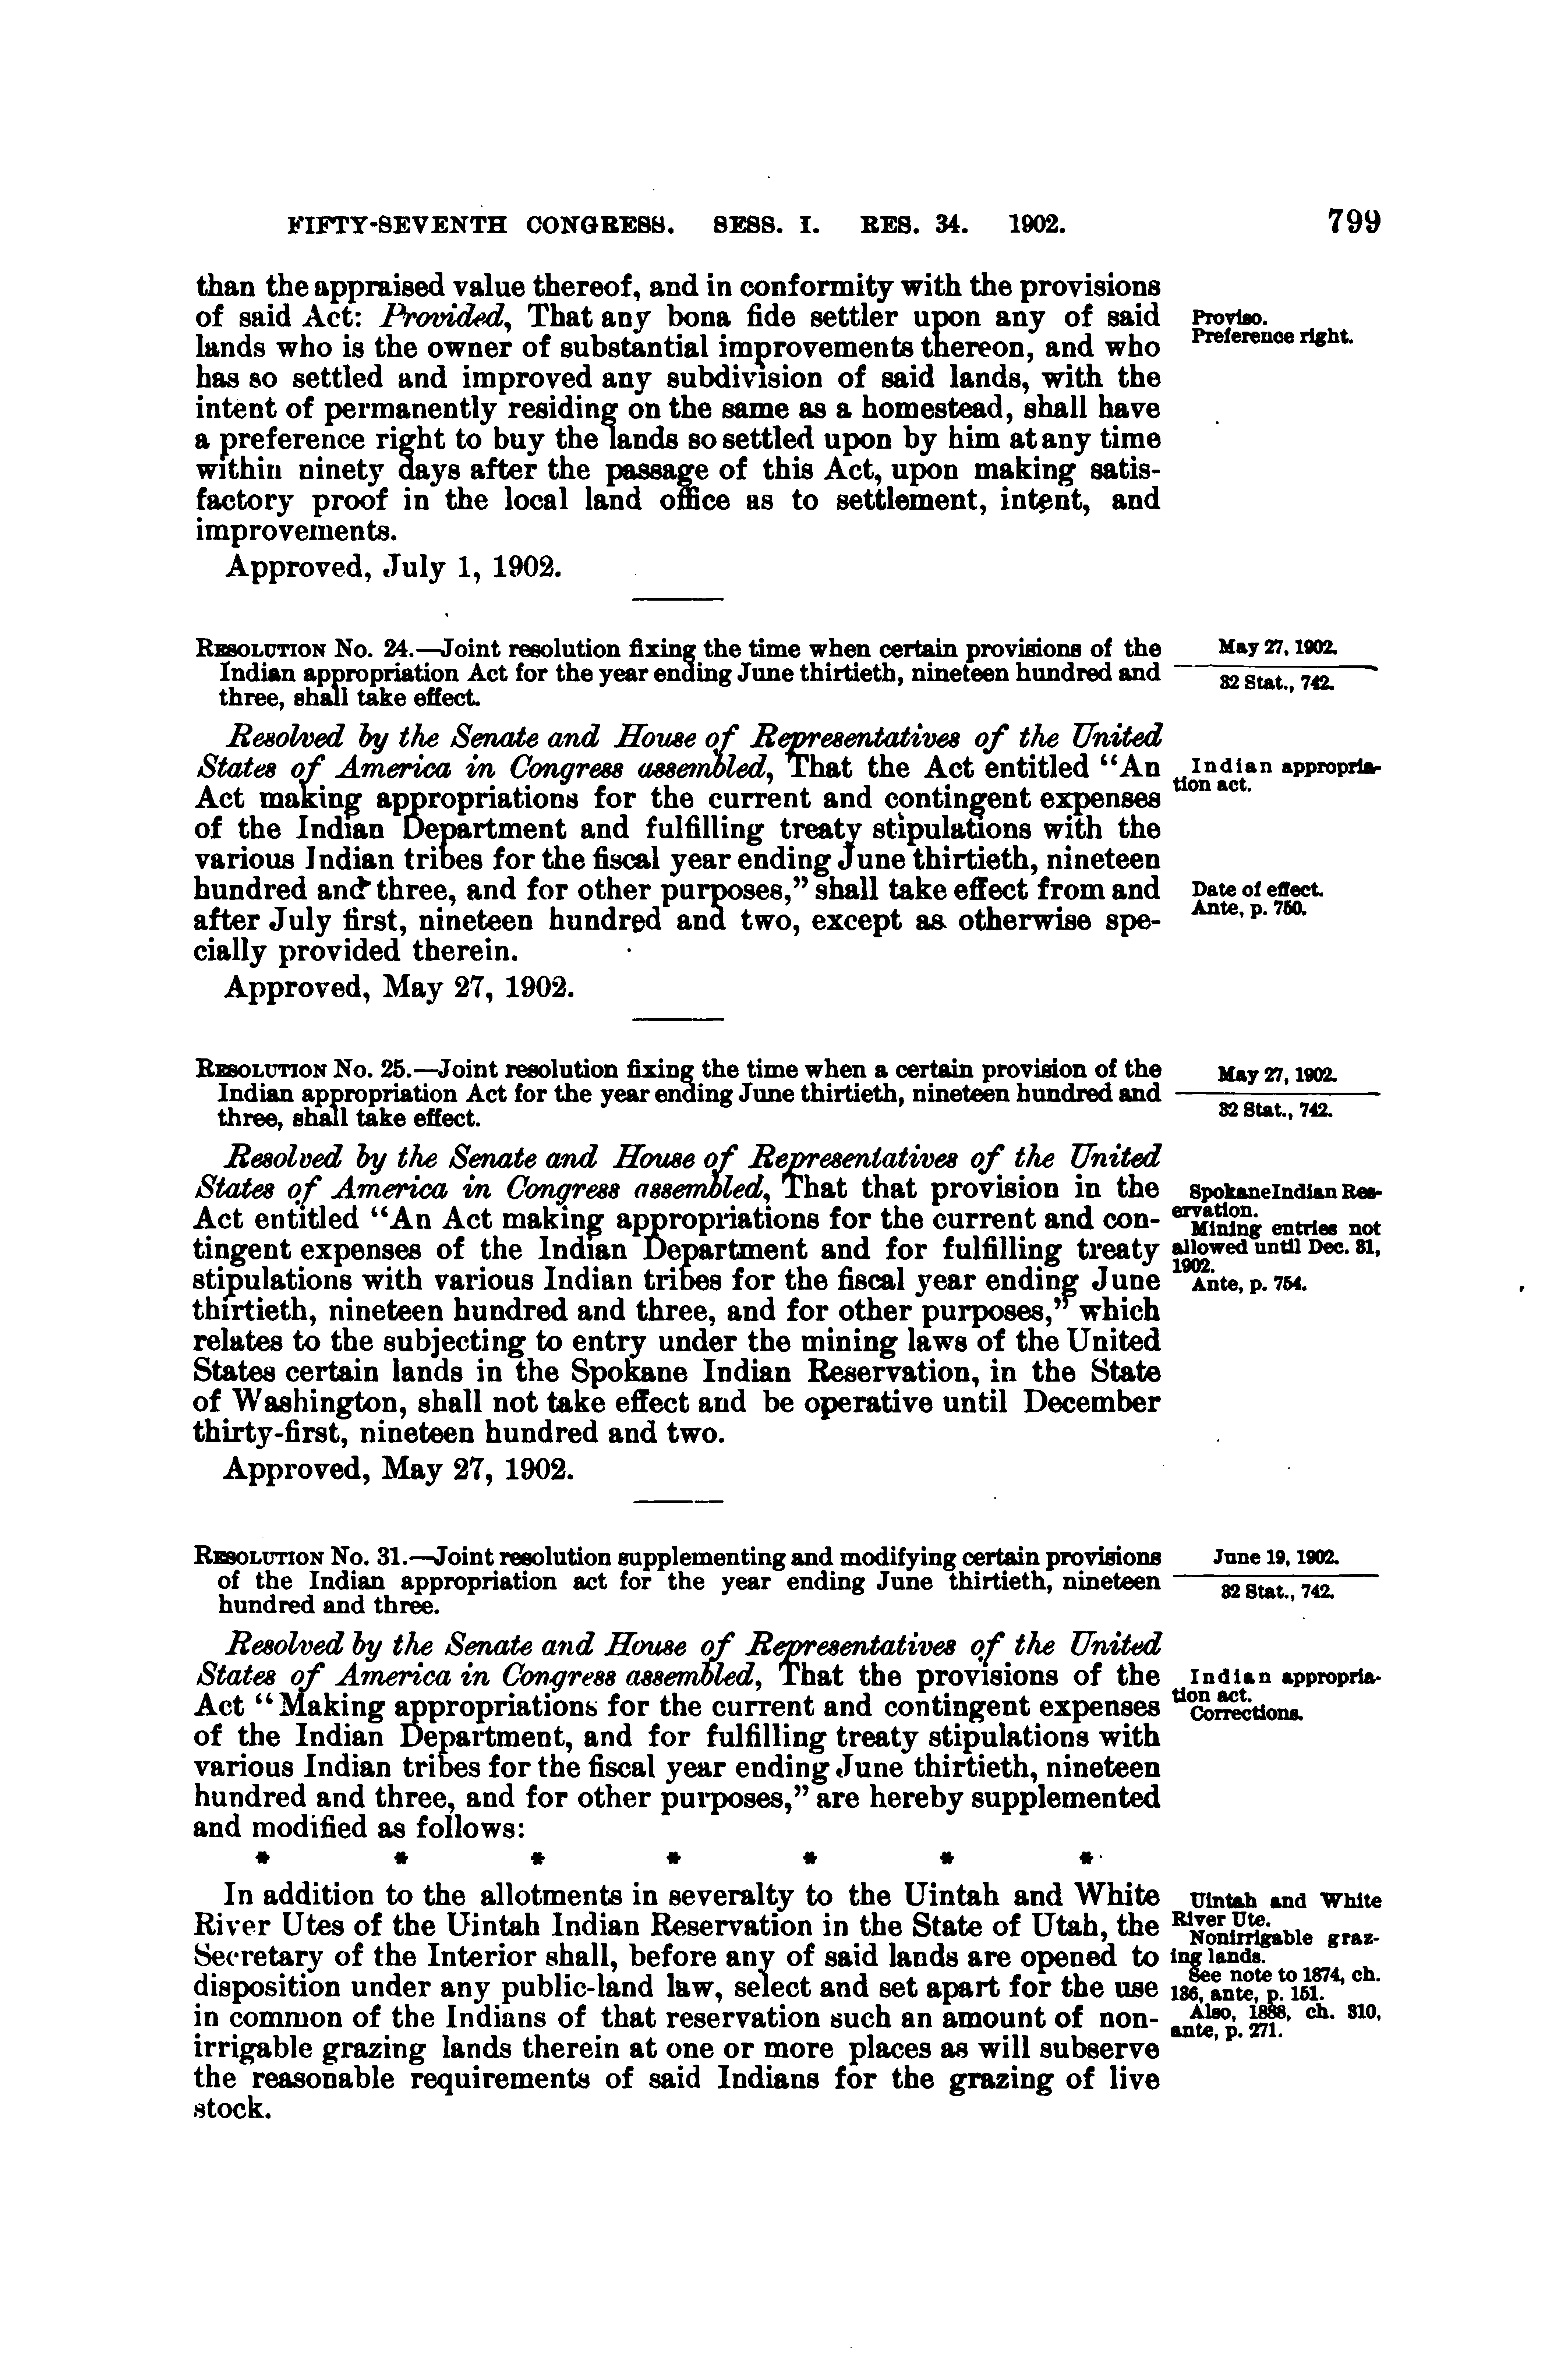 FIFTY-SEVENTH CONGRESS. SESS. I. RES. 34. 1902. 799
than the appraised value thereof, and in conformity with the provisions
of said Act: Provided, That any bona fide settler upon any of said
lands who is the owner of substantial improvements thereon, and who
has so settled and improved any subdivision of said lands, with the
intent of permanently residing on the same as a homestead, shall have
a preference right to buy the lands so settled upon by him at any time
within ninety days after the passage of this Act, upon making satis-
factory proof in the local land office as to settlement, intent, and
improvements.
Proviso.
Preference right.
Approved, July 1, 1902.
RESOLUTION No. 24.—Joint resolution fixing the time when certain provisions of the
Indian appropriation Act for the year ending June thirtieth, nineteen hundred and
three, shall take effect.
May 27, 1902.
32 Stat., 742.
Resolved by the Senate and House of Representatives of the United
States of America in Congress assembled, That the Act entitled “An
Act making appropriations for the current and contingent expenses
of the Indian Department and fulfilling treaty stipulations with the
various Indian tribes for the fiscal year ending June thirtieth, nineteen
hundred and three, and for other purposes,” shall take effect from and
after July first, nineteen hundred and two, except as otherwise spe-
cially provided therein.
Indian appropria-
tion act.
Date of effect.
Ante, p. 750.
Approved, May 27, 1902.
RESOLUTION No. 25.—Joint resolution fixing the time when a certain provision of the
Indian appropriation Act for the year ending June thirtieth, nineteen hundred and
three, shall take effect.
May 27, 1902.
32 Stat., 742.
Resolved by the Senate and House of Representatives of the United
States of America in Congress assembled, That that provision in the
Act entitled “An Act making appropriations for the current and con-
tingent expenses of the Indian Department and for fulfilling treaty
stipulations with various Indian tribes for the fiscal year ending June
thirtieth, nineteen hundred and three, and for other purposes,” which
relates to the subjecting to entry under the mining laws of the United
States certain lands in the Spokane Indian Reservation, in the State
of Washington, shall not take effect and be operative until December
thirty-first, nineteen hundred and two.
Spokane Indian Res-
ervation.
Mining entries not
allowed until Dec. 31,
1902.
Ante, p. 754.
Approved, May 27, 1902.
RESOLUTION No. 31.—Joint resolution supplementing and modifying certain provisions
of the Indian appropriation act for the year ending June thirtieth, nineteen
hundred and three.
June 19, 1902.
32 Stat., 742.
Resolved by the Senate and House of Representatives of the United
States of America in Congress assembled, That the provisions of the
Act “Making appropriations for the current and contingent expenses
of the Indian Department, and for fulfilling treaty stipulations with
various Indian tribes for the fiscal year ending June thirtieth, nineteen
hundred and three, and for other purposes,” are hereby supplemented
and modified as follows:
Indian appropria-
tion act.
Corrections.
* * * * * * *
In addition to the allotments in severalty to the Uintah and White
River Utes of the Uintah Indian Reservation in the State of Utah, the
Secretary of the Interior shall, before any of said lands are opened to
disposition under any public-land law, select and set apart for the use
in common of the Indians of that reservation such an amount of non-
irrigable grazing lands therein at one or more places as will subserve
the reasonable requirements of said Indians for the grazing of live
stock.
Uintah and White
River Ute.
Nonirrigable graz-
ing lands.
See note to 1874, ch.
136, ante, p. 151.
Also, 1888, ch. 310,
ante, p. 271.